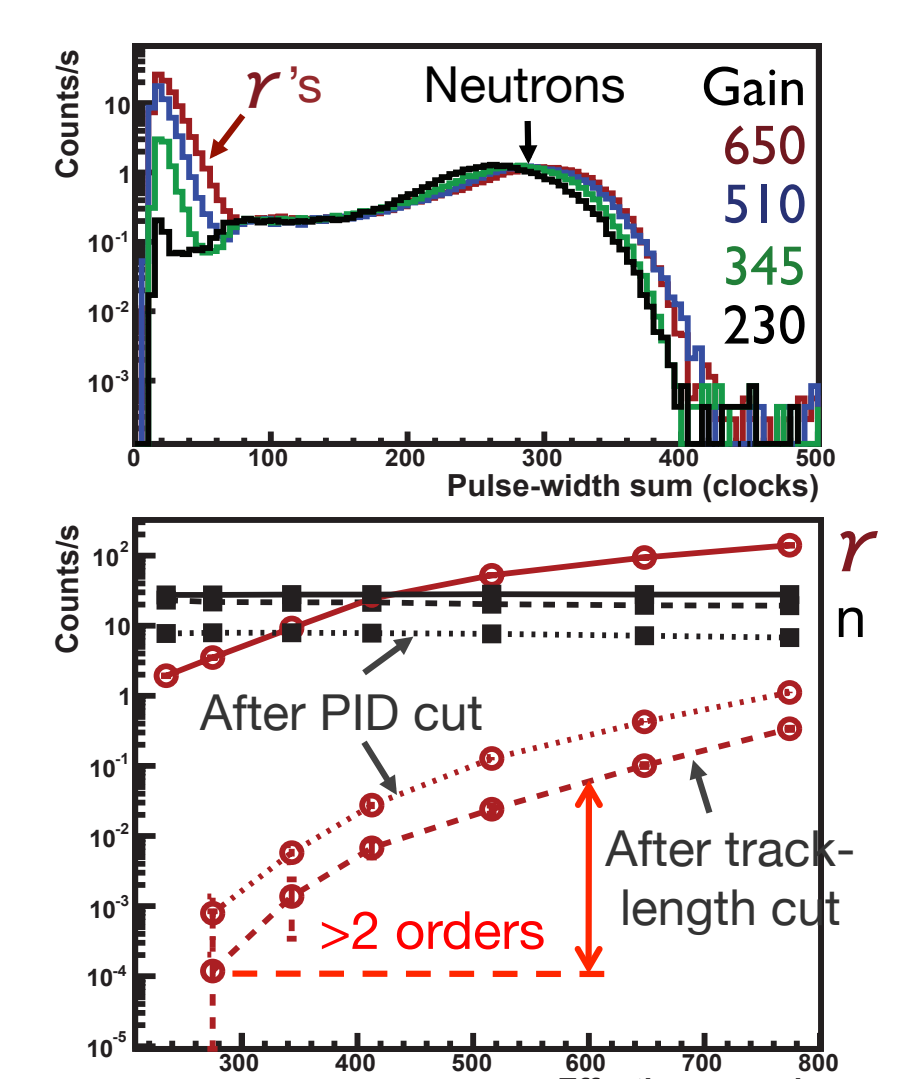 Counts/s
10
1
10-1
10-2
10-3
γ's
Neutrons
Gain
650
510
345
230
0 100 200 300 400 500
Pulse-width sum (clocks)
Counts/s
10²
10
1
10-1
10-2
10-3
10-4
10-5
γ
n
After PID cut
After track-
length cut
>2 orders
300 400 500 600 700 800